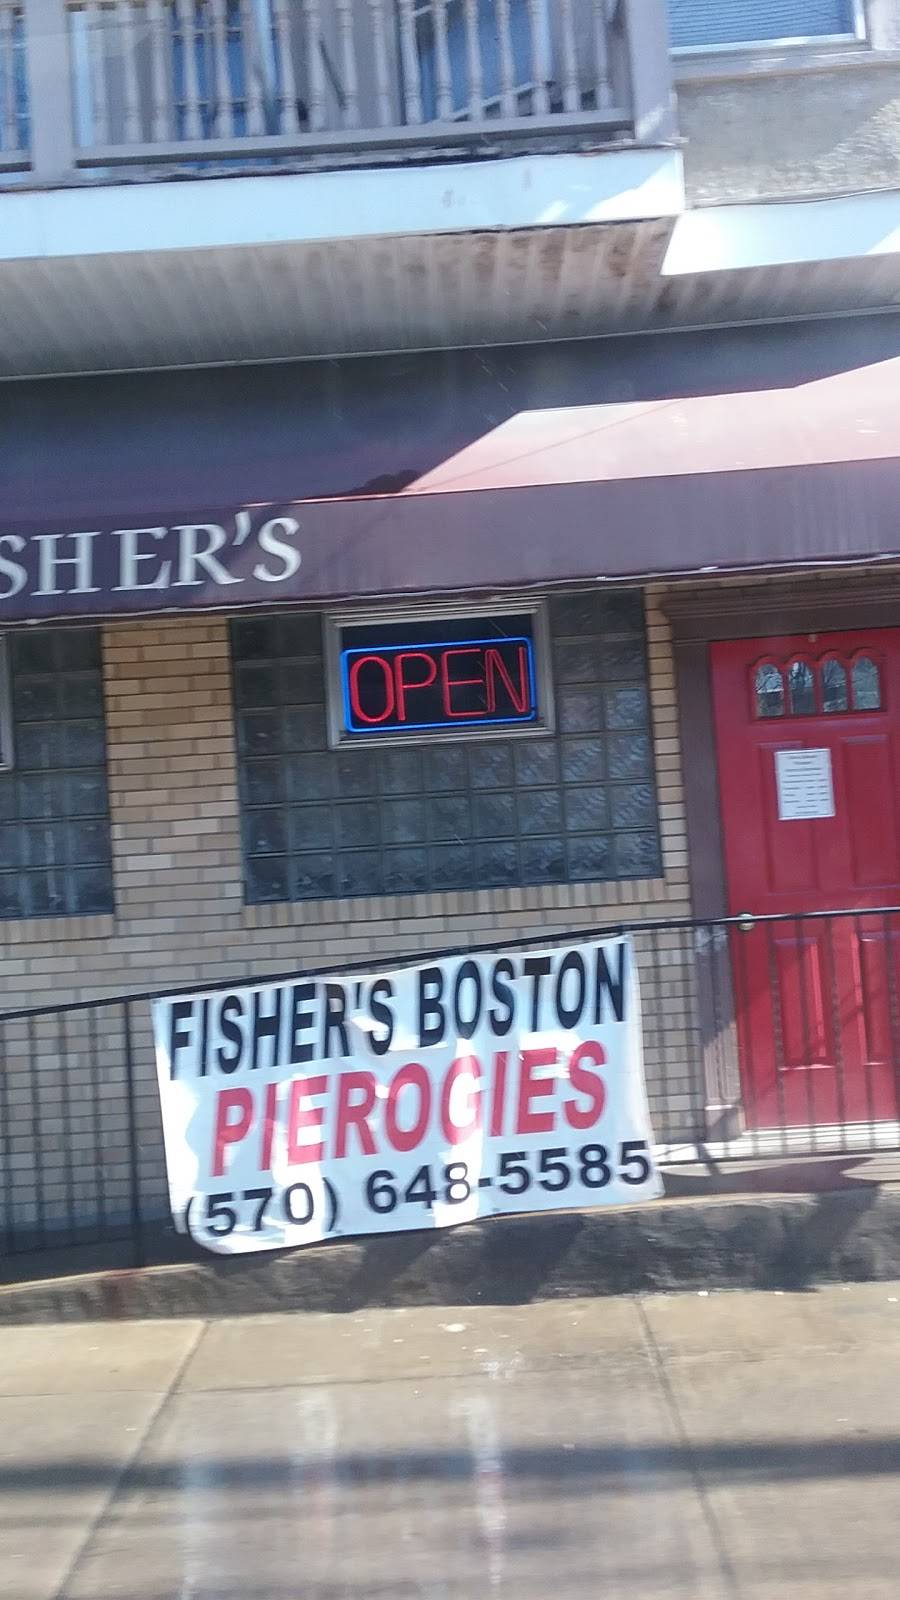 SHER'S
OPEN
FISHER'S BOSTON
PIEROGIES
(570) 648-5585